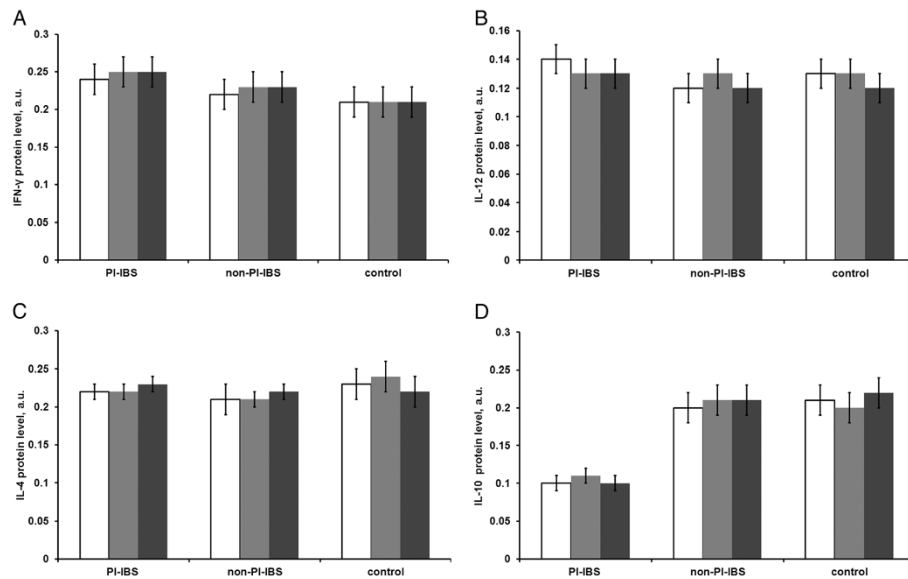 A
0.3
0.25
0.2
0.15
0.1
0.05
0
IFN-γ protein level, a.u.
PI-IBS non-PI-IBS control
B
0.16
0.14
0.12
0.1
0.08
0.06
0.04
0.02
0
IL-12 protein level, a.u.
PI-IBS non-PI-IBS control
C
0.3
0.25
0.2
0.15
0.1
0.05
0
IL-4 protein level, a.u.
PI-IBS non-PI-IBS control
D
0.3
0.25
0.2
0.15
0.1
0.05
0
IL-10 protein level, a.u.
PI-IBS non-PI-IBS control